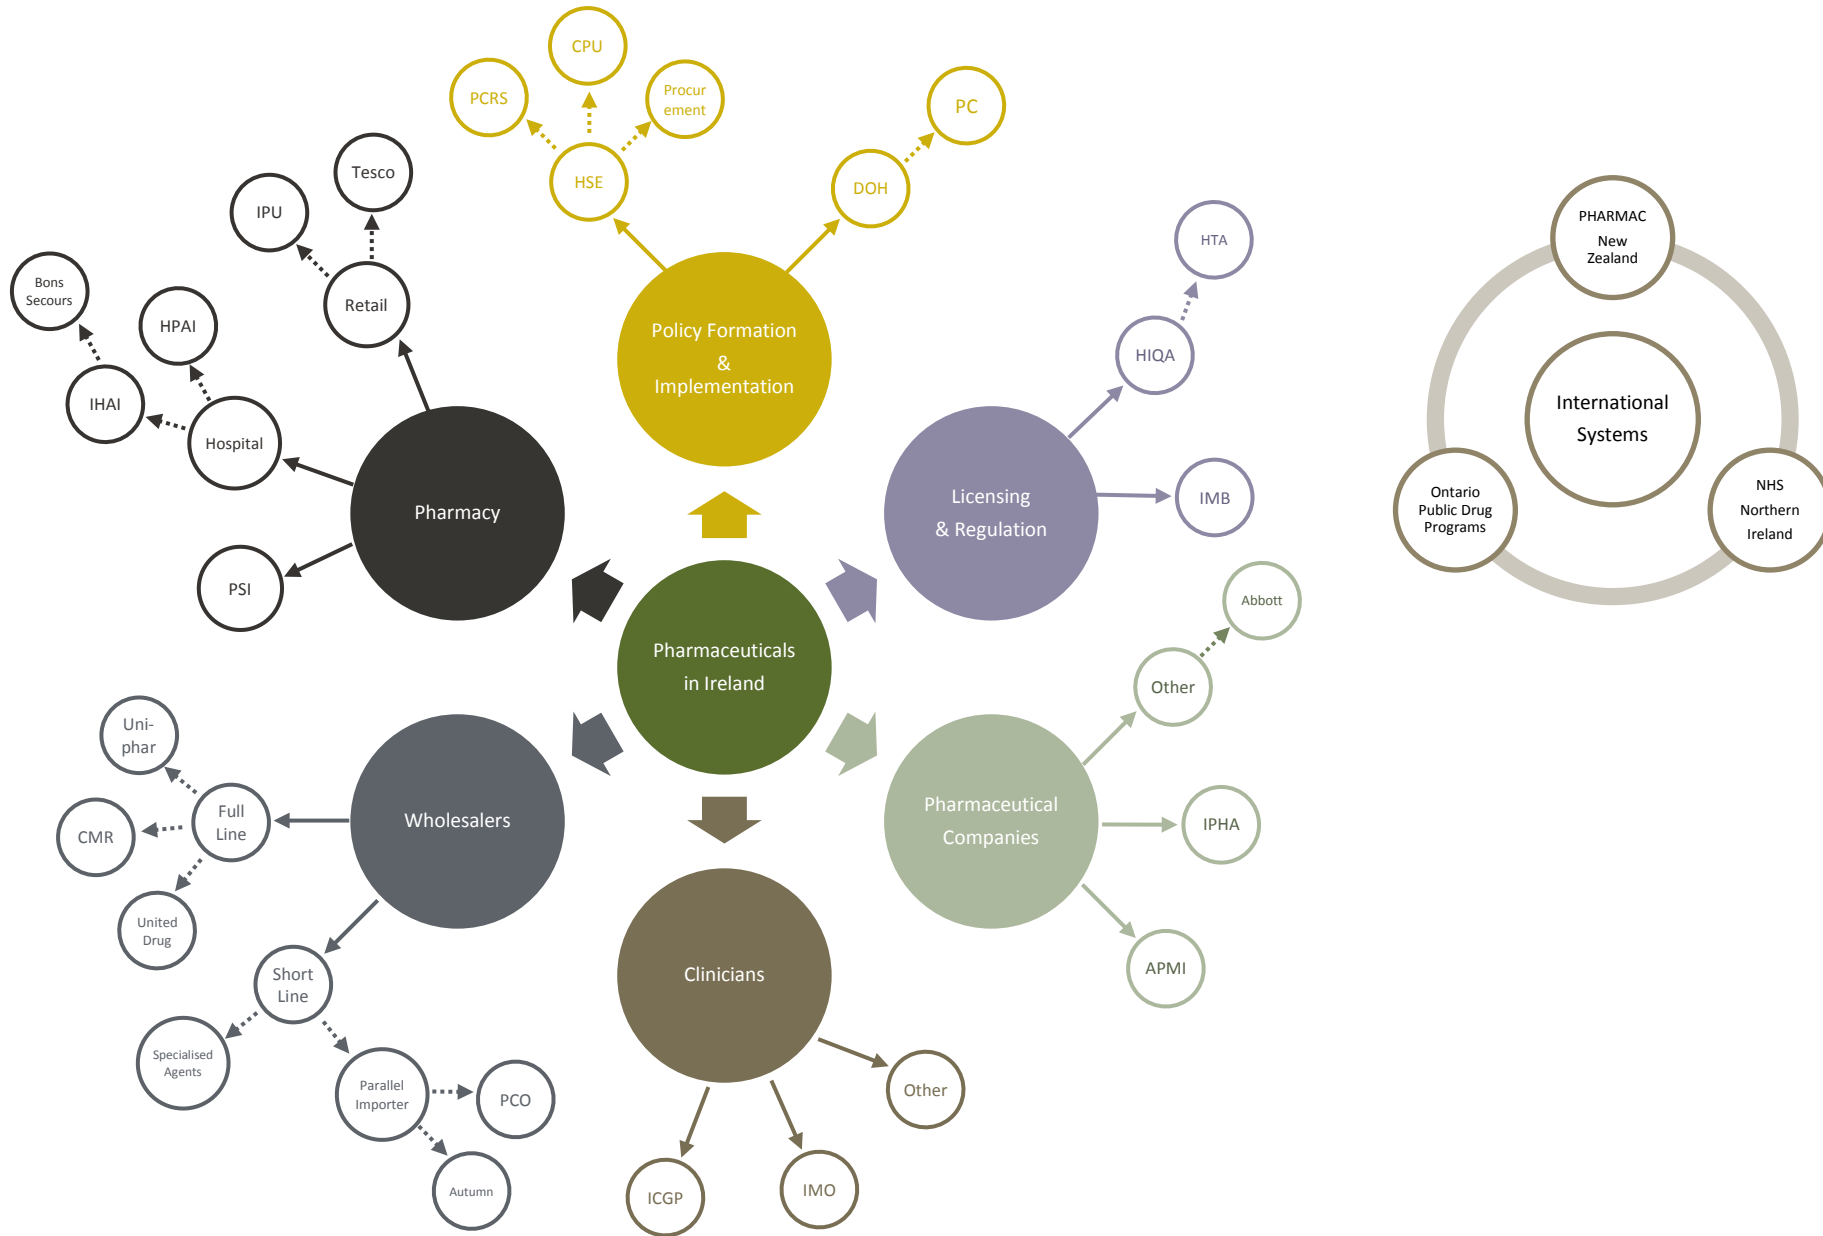 CPU
PCRS
Procur
ement
PC
Tesco
HSE
DOH
IPU
Bons
Secours
HPAI
Retail
IHAI
Hospital
Policy Formation
&
Implementation
HTA
HIQA
PHARMAC
New
Zealand
International
Systems
Ontario
Public Drug
Programs
NHS
Northern
Ireland
Pharmacy
Licensing
& Regulation
IMB
PSI
Pharmaceuticals
in Ireland
Abbott
Other
Uni-
phar
Full
Line
CMR
United
Drug
Wholesalers
Pharmaceutical
Companies
IPHA
APMI
Short
Line
Specialised
Agents
Parallel
Importer
PCO
Autumn
Clinicians
Other
ICGP
IMO